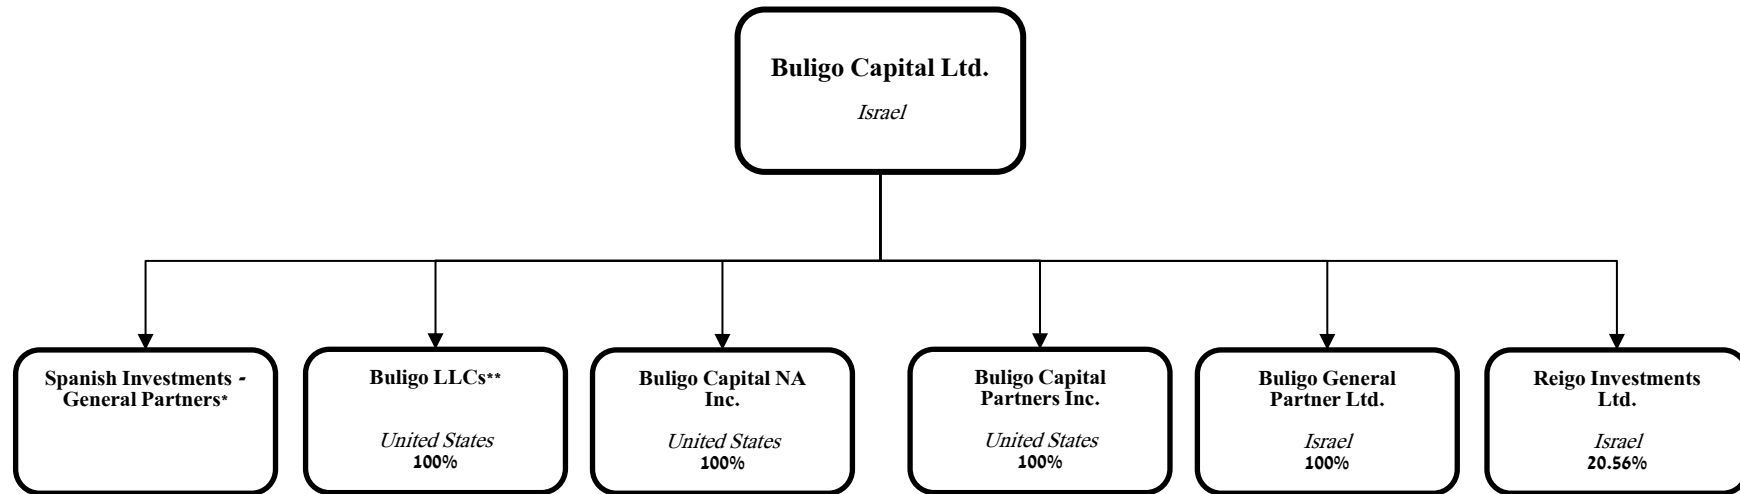 Buligo Capital Ltd.
Israel
Spanish Investments -
General Partners*
Buligo LLCs**
United States
100%
Buligo Capital NA
Inc.
United States
100%
Buligo Capital
Partners Inc.
United States
100%
Buligo General
Partner Ltd.
Israel
100%
Reigo Investments
Ltd.
Israel
20.56%